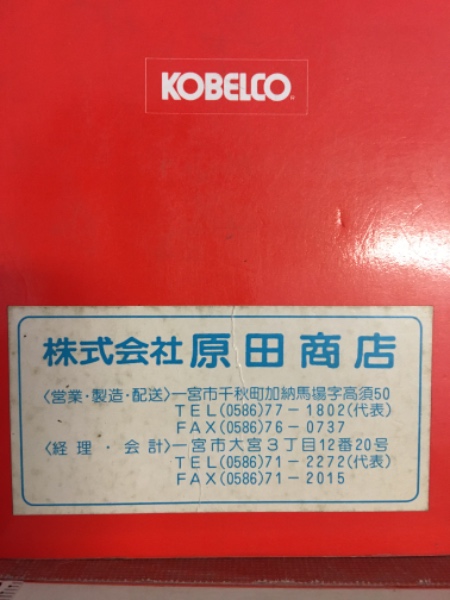 KOBELCO®
株式会社 原田商店
〈営業・製造・配送〉一宮市千秋町加納馬場字高須50
TEL(0586)77-1802(代表)
FAX(0586)76-0737
〈経理・会計〉一宮市大宮3丁目12番20号
TEL(0586)71-2272(代表)
FAX(0586)71-2015